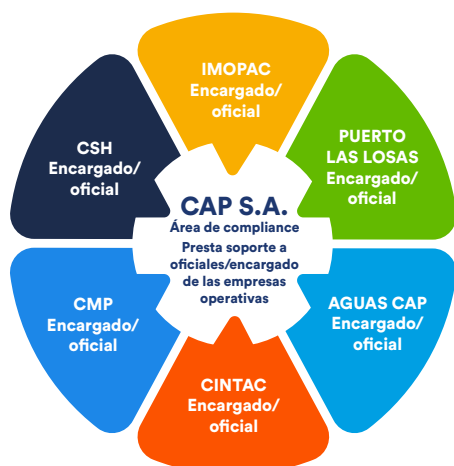 IMOPAC
Encargado/
oficial
PUERTO
LAS LOSAS
Encargado/
oficial
AGUAS CAP
Encargado/
oficial
CINTAC
Encargado/
oficial
CMP
Encargado/
oficial
CSH
Encargado/
oficial
CAP S.A.
Área de compliance
Presta soporte a
oficiales/encargado
de las empresas
operativas